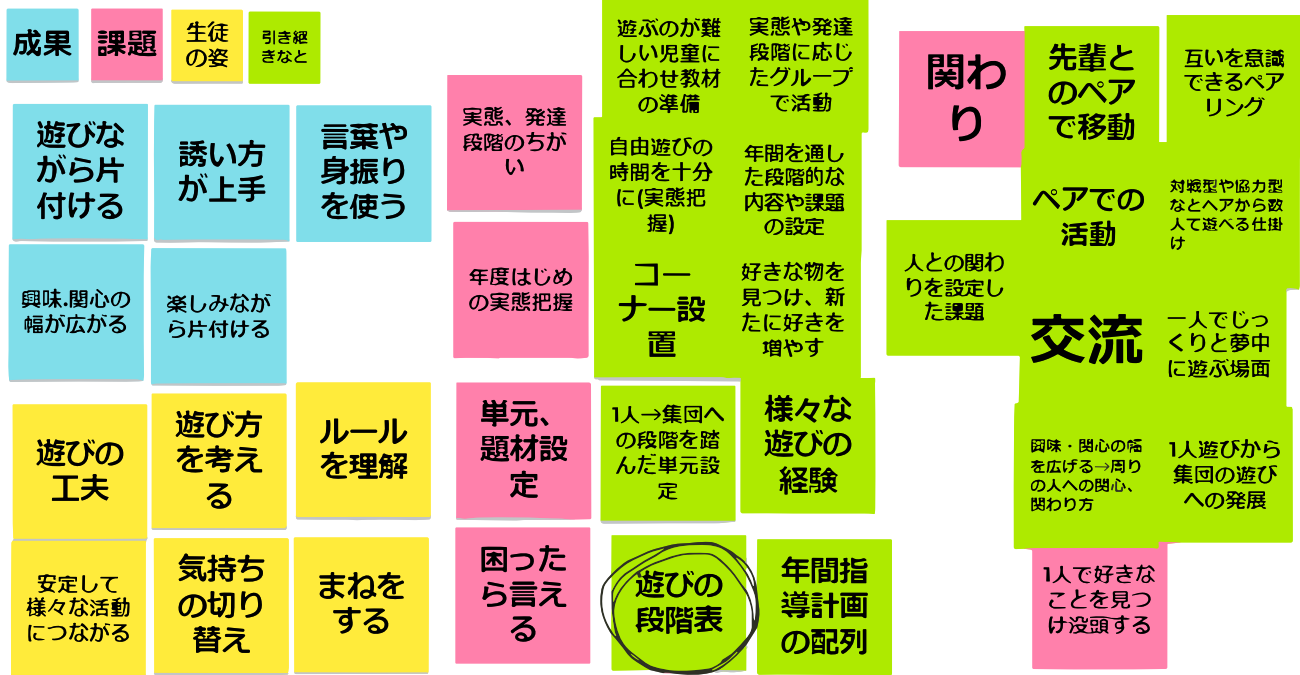 成果
課題
生徒
の姿
引き継
きなと
遊びな
がら片
付ける
誘い方
が上手
言葉や
身振り
を使う
興味.関心の
幅が広がる
楽しみなが
ら片付ける
遊びの
工夫
遊び方
を考え
る
ルール
を理解
安定して
様々な活動
につながる
気持ち
の切り
替え
まねを
する
実態、発達
段階のちが
い
年度はじめ
の実態把握
単元、
題材設
定
困った
ら言え
る
遊ぶのが難
しい児童に
合わせ教材
の準備
実態や発達
段階に応じ
たグループ
で活動
自由遊びの
時間を十分
に(実態把
握)
年間を通し
た段階的な
内容や課題
の設定
コー
ナー設
置
好きな物を
見つけ、新
たに好きを
増やす
1人→集団へ
の段階を踏
んだ単元設
定
様々な
遊びの
経験
遊びの
段階表
年間指
導計画
の配列
関わ
り
先輩と
のペア
で移動
互いを意識
できるペア
リング
ペアでの
活動
対戦型や協力型
なとペアから数
人て遊べる仕掛
け
人との関わ
りを設定し
た課題
交流
一人でじっ
くりと夢中
に遊ぶ場面
興味・関心の幅
を広げる→周り
の人への関心、
関わり方
1人遊びから
集団の遊び
への発展
1人で好きな
ことを見つ
け没頭する